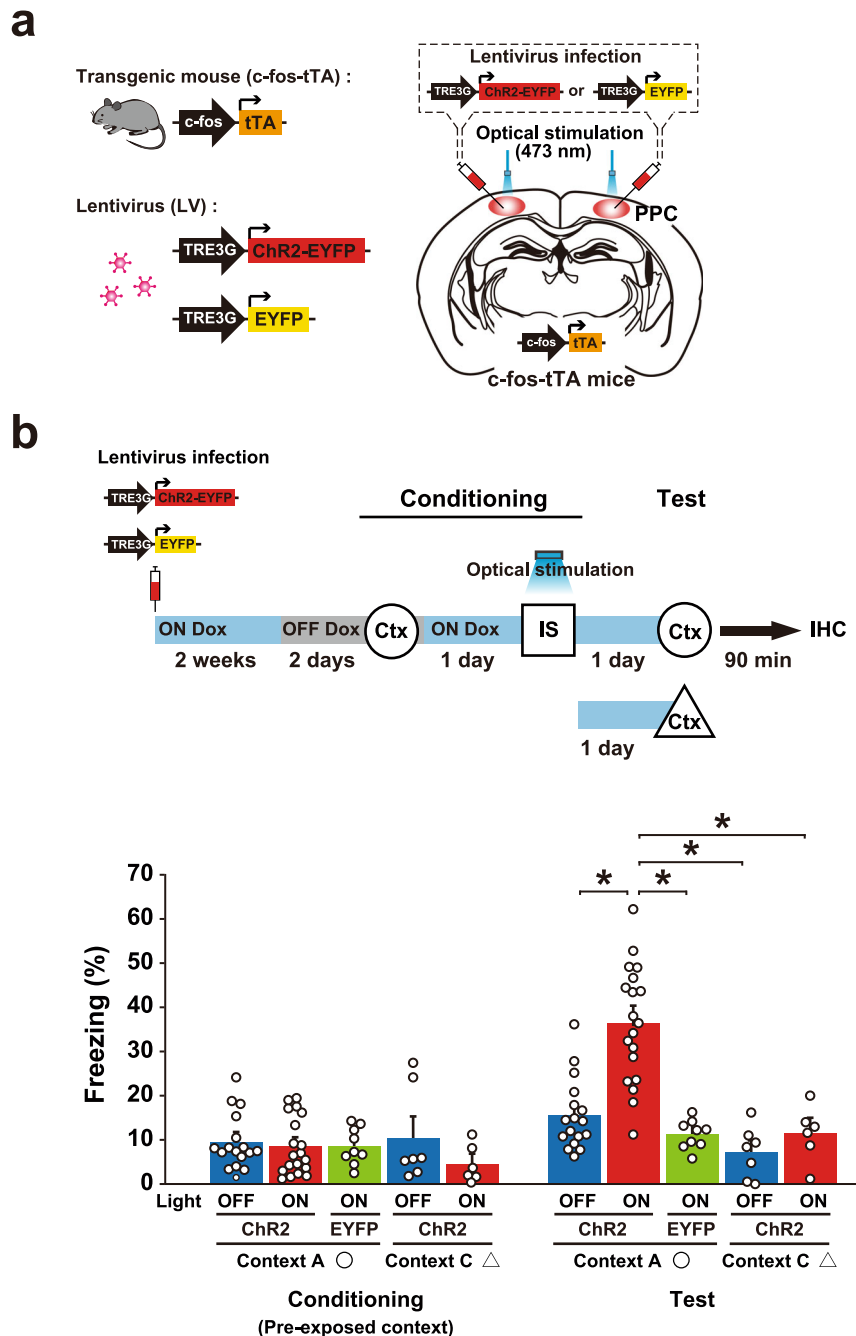 a
Transgenic mouse (c-fos-tTA) :
c-fos tTA
Lentivirus (LV) :
TRE3G ChR2-EYFP
TRE3G EYFP
Lentivirus infection
TRE3G ChR2-EYFP or TRE3G EYFP
Optical stimulation
(473 nm)
PPC
c-fos tTA
c-fos-tTA mice
b
Lentivirus infection
TRE3G ChR2-EYFP
TRE3G EYFP
Conditioning Test
Optical stimulation
ON Dox OFF Dox Ctx ON Dox IS Ctx IHC
2 weeks 2 days 1 day 1 day 90 min
Ctx
1 day
Freezing (%)
70
60
50
40
30
20
10
0
* * * *
Light OFF ON ON OFF ON OFF ON ON OFF ON
ChR2 EYFP ChR2 ChR2 EYFP ChR2
Context A ○ Context C △ Context A ○ Context C △
Conditioning Test
(Pre-exposed context)